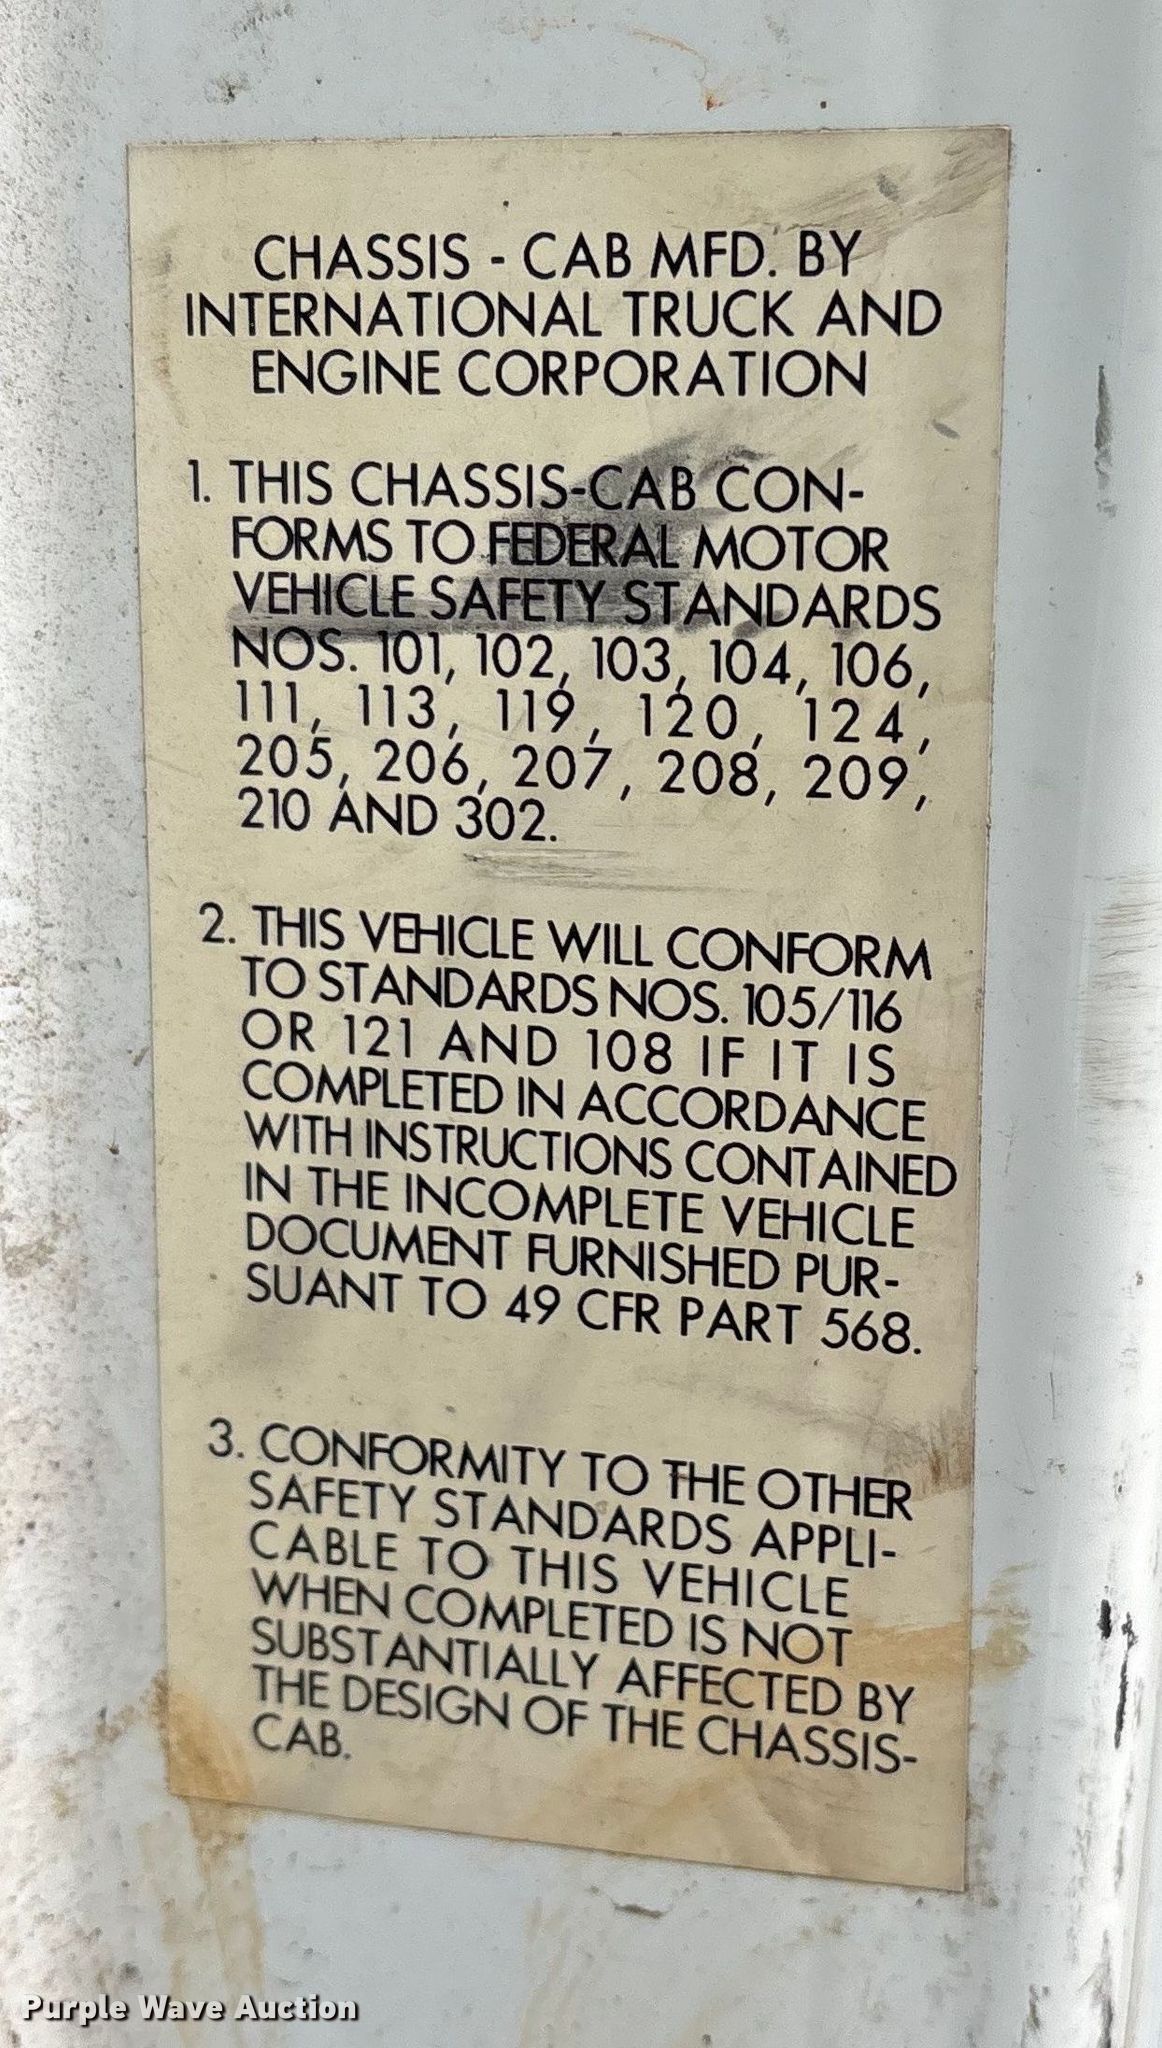 CHASSIS - CAB MFD. BY
INTERNATIONAL TRUCK AND
ENGINE CORPORATION
1. THIS CHASSIS-CAB CON-
FORMS TO FEDERAL MOTOR
VEHICLE SAFETY STANDARDS
NOS. 101, 102, 103, 104, 106,
111, 113, 119, 120, 124,
205, 206, 207, 208, 209,
210 AND 302.
2. THIS VEHICLE WILL CONFORM
TO STANDARDS NOS. 105/116
OR 121 AND 108 IF IT IS
COMPLETED IN ACCORDANCE
WITH INSTRUCTIONS CONTAINED
IN THE INCOMPLETE VEHICLE
DOCUMENT FURNISHED PUR-
SUANT TO 49 CFR PART 568.
3. CONFORMITY TO THE OTHER
SAFETY STANDARDS APPLI-
CABLE TO THIS VEHICLE
WHEN COMPLETED IS NOT
SUBSTANTIALLY AFFECTED BY
THE DESIGN OF THE CHASSIS-
CAB.
Purple Wave Auction